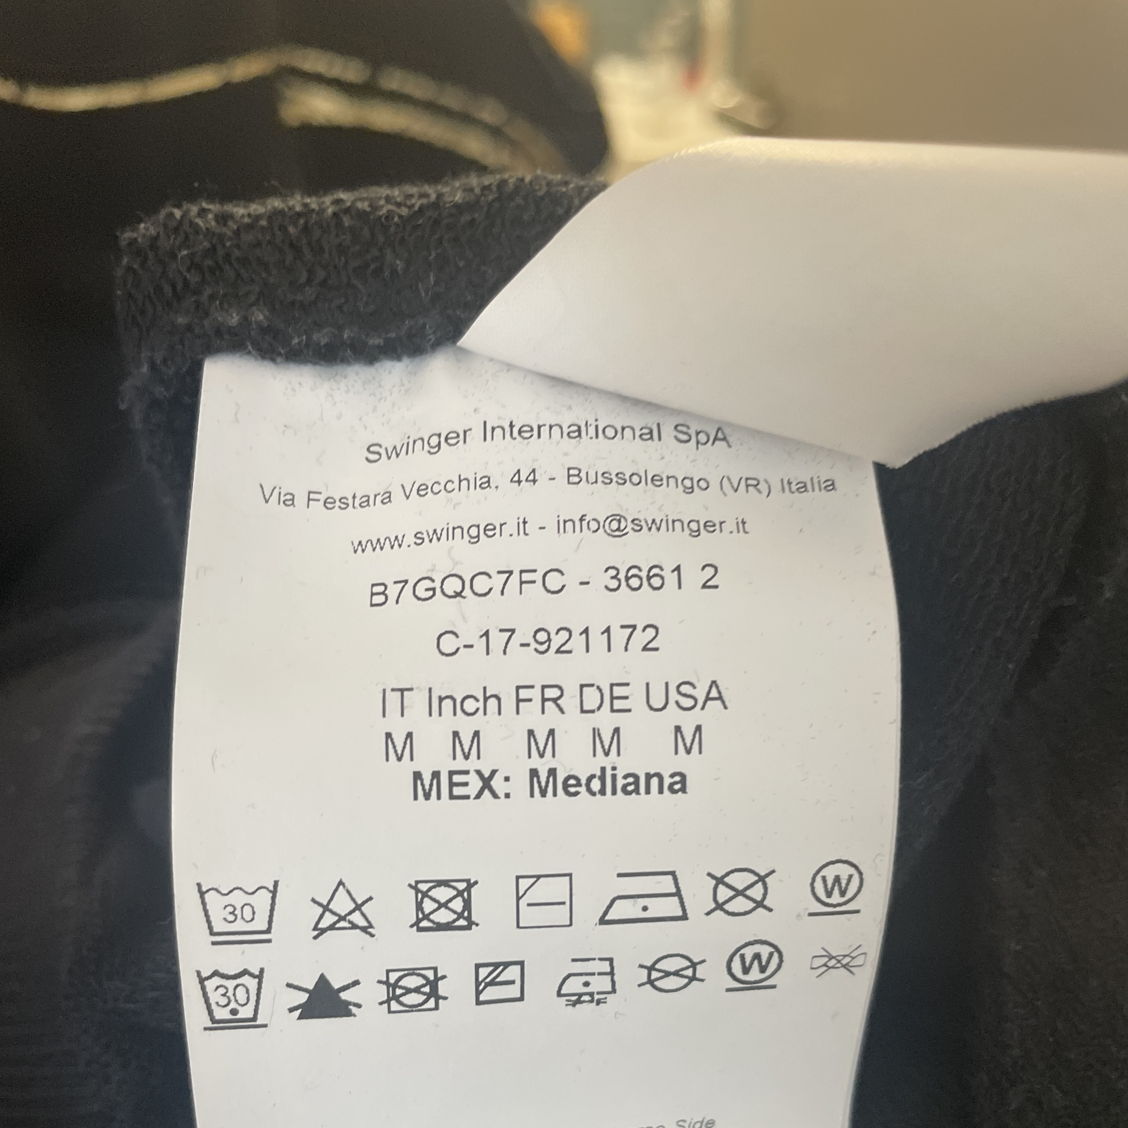 Swinger International SpA
Via Festara Vecchia, 44 - Bussolengo (VR) Italia
www.swinger.it - info@swinger.it
B7GQC7FC - 3661 2
C-17-921172
IT Inch FR DE USA
M M M M M
MEX: Mediana
30 W
30 W
Side